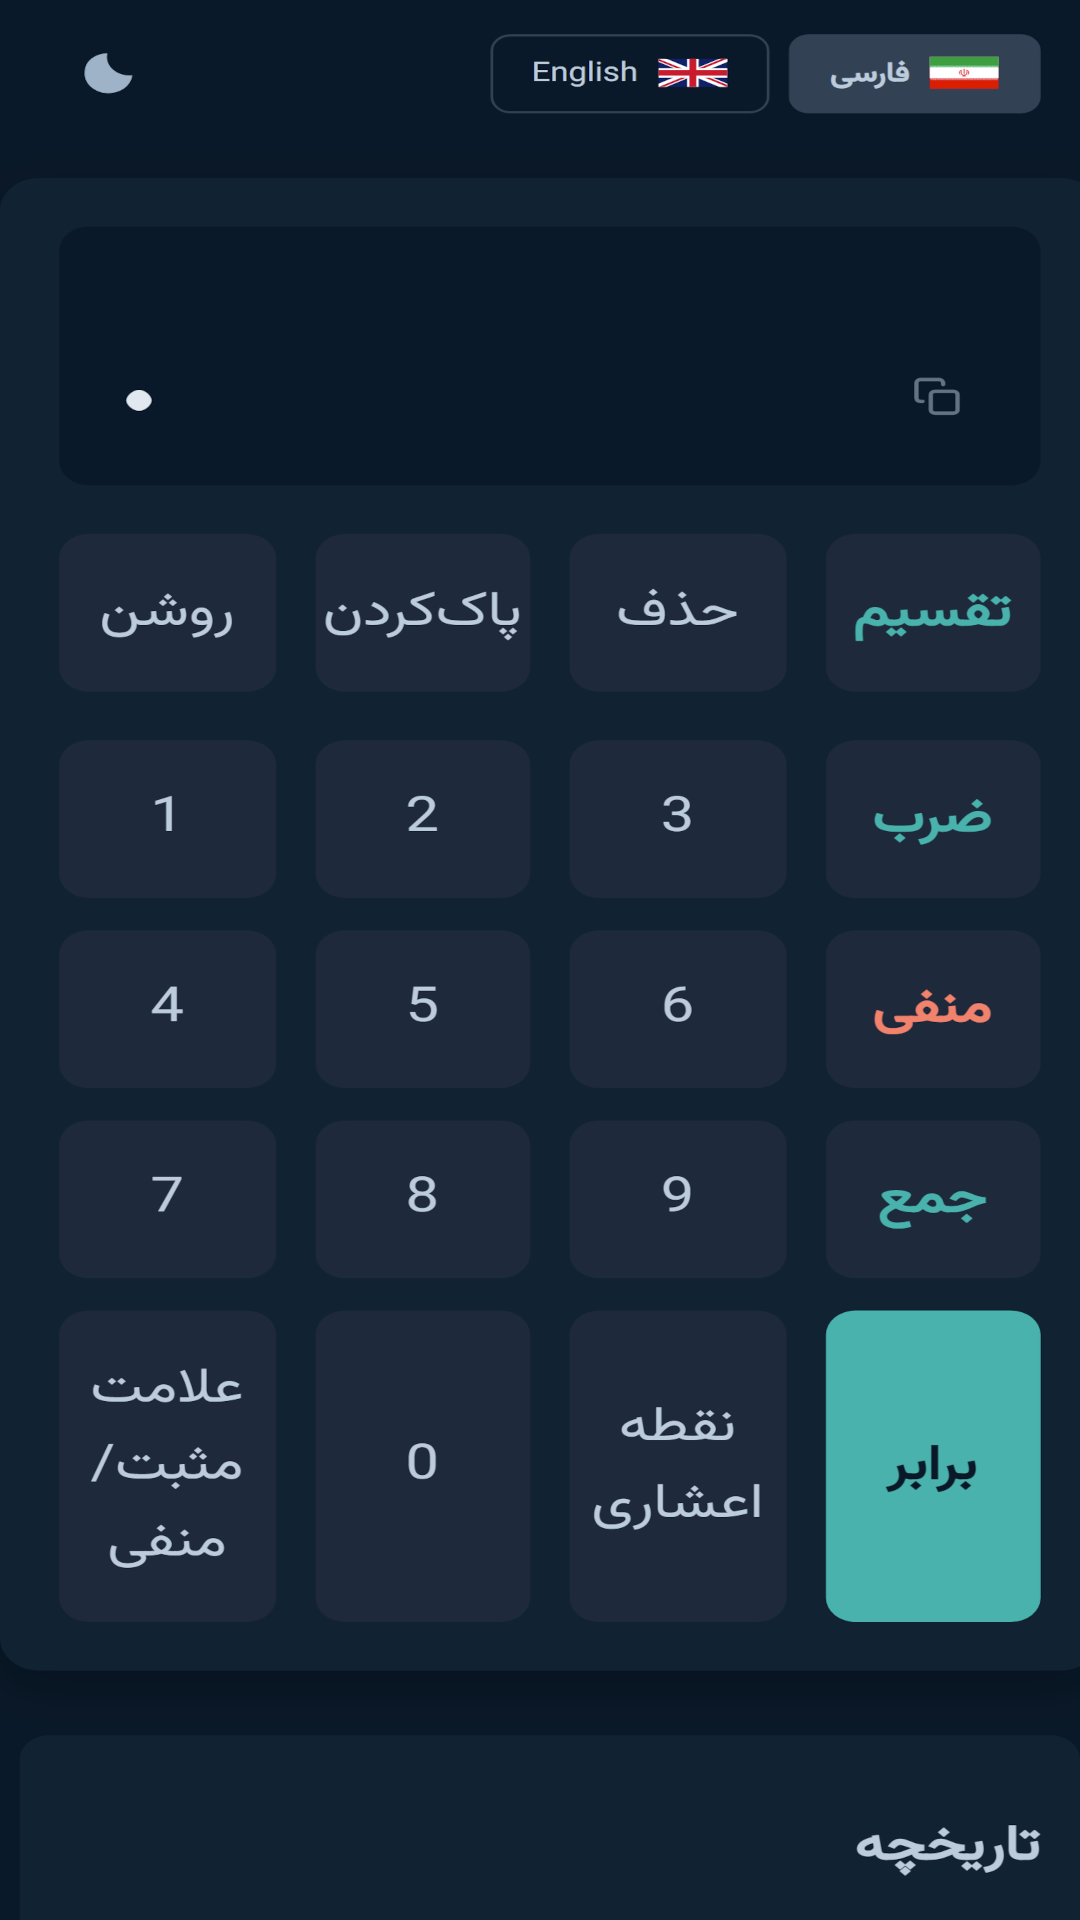 فارسی
English
۰
تقسیم
حذف
پاک‌کردن
روشن
ضرب
3
2
1
منفی
6
5
4
جمع
9
8
7
برابر
نقطه
اعشاری
0
علامت
مثبت/
منفی
تاریخچه